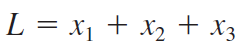 L = x₁ + x₂ + x₃